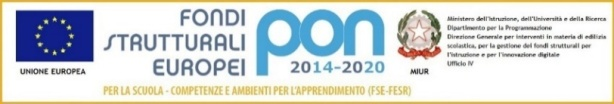 FONDI
STRUTTURALI
EUROPEI
pon
2014-2020
UNIONE EUROPEA
MIUR
Ministero dell'Istruzione, dell'Università e della Ricerca
Dipartimento per la Programmazione
Direzione Generale per interventi in materia di edilizia
scolastica, per la gestione dei fondi strutturali per
l'istruzione e per l'innovazione digitale
Ufficio IV
PER LA SCUOLA - COMPETENZE E AMBIENTI PER L'APPRENDIMENTO (FSE-FESR)